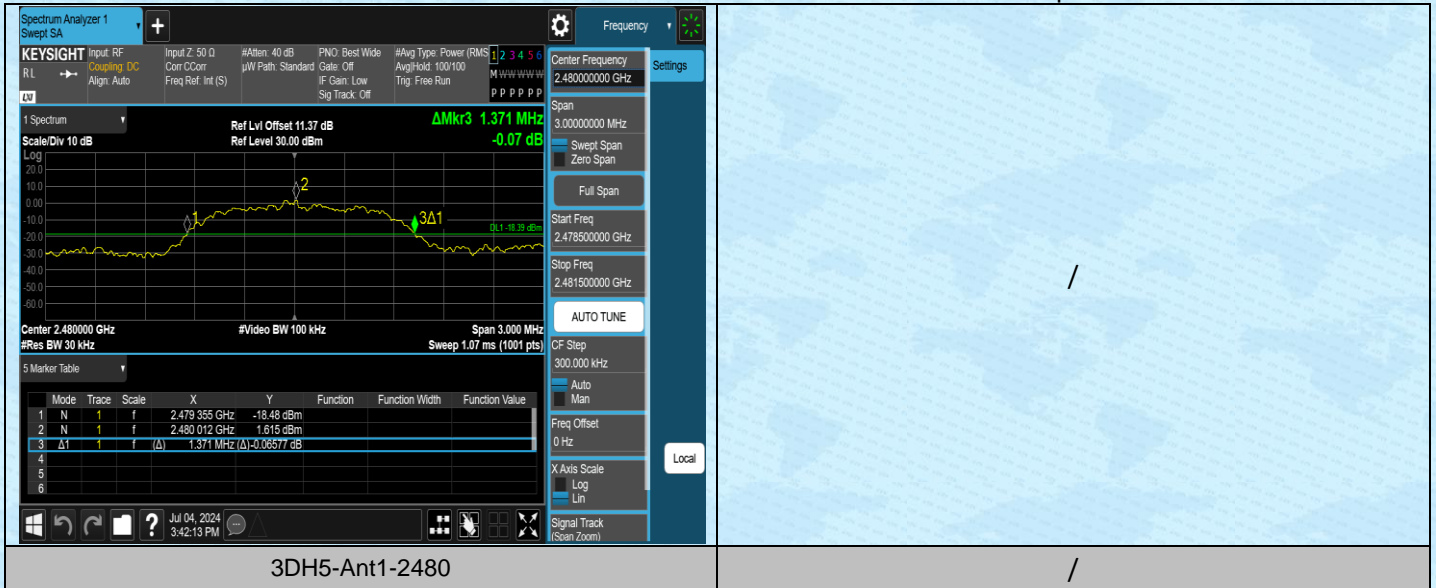 Spectrum Analyzer 1
Swept SA
+
Frequency
KEYSIGHT
RL
LXI
Input: RF
Coupling: DC
Align: Auto
Input Z: 50 Ω
Corr CCorr
Freq Ref: Int (S)
#Atten: 40 dB
µW Path: Standard
PNO: Best Wide
Gate: Off
IF Gain: Low
Sig Track: Off
#Avg Type: Power (RMS
Avg|Hold: 100/100
Trig: Free Run
1 2 3 4 5 6
M W W W W W
P P P P P P
1 Spectrum
Scale/Div 10 dB
Ref Lvl Offset 11.37 dB
Ref Level 30.00 dBm
ΔMkr3 1.371 MHz
-0.07 dB
Log
20.0
10.0
0.00
-10.0
-20.0
-30.0
-40.0
-50.0
-60.0
1
2
3Δ1
DL1 -18.39 dBm
Center 2.480000 GHz
#Video BW 100 kHz
Span 3.000 MHz
#Res BW 30 kHz
Sweep 1.07 ms (1001 pts)
5 Marker Table
Mode Trace Scale X Y Function Function Width Function Value
1 N 1 f 2.479 355 GHz -18.48 dBm
2 N 1 f 2.480 012 GHz 1.615 dBm
3 Δ1 1 f (Δ) 1.371 MHz (Δ) -0.06577 dB
4
5
6
?
Jul 04, 2024
3:42:13 PM
Center Frequency
2.480000000 GHz
Settings
Span
3.00000000 MHz
Swept Span
Zero Span
Full Span
Start Freq
2.478500000 GHz
Stop Freq
2.481500000 GHz
AUTO TUNE
CF Step
300.000 kHz
Auto
Man
Freq Offset
0 Hz
Local
X Axis Scale
Log
Lin
Signal Track
(Span Zoom)
/
3DH5-Ant1-2480
/